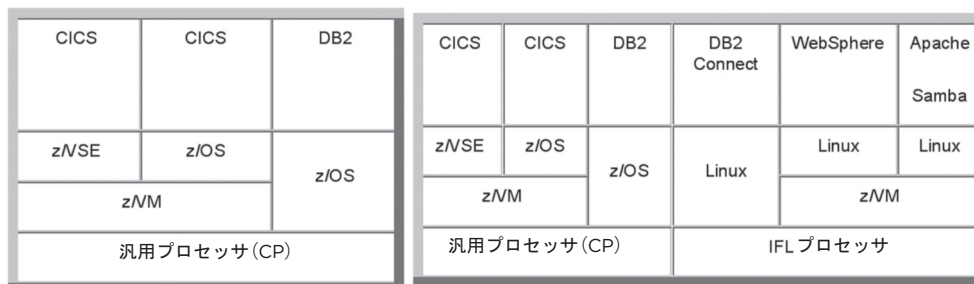 CICS
CICS
DB2
z/VSE
z/OS
z/OS
z/VM
汎用プロセッサ(CP)
CICS
CICS
DB2
DB2
Connect
WebSphere
Apache
Samba
z/VSE
z/OS
z/OS
Linux
Linux
Linux
z/VM
z/VM
汎用プロセッサ(CP)
IFLプロセッサ